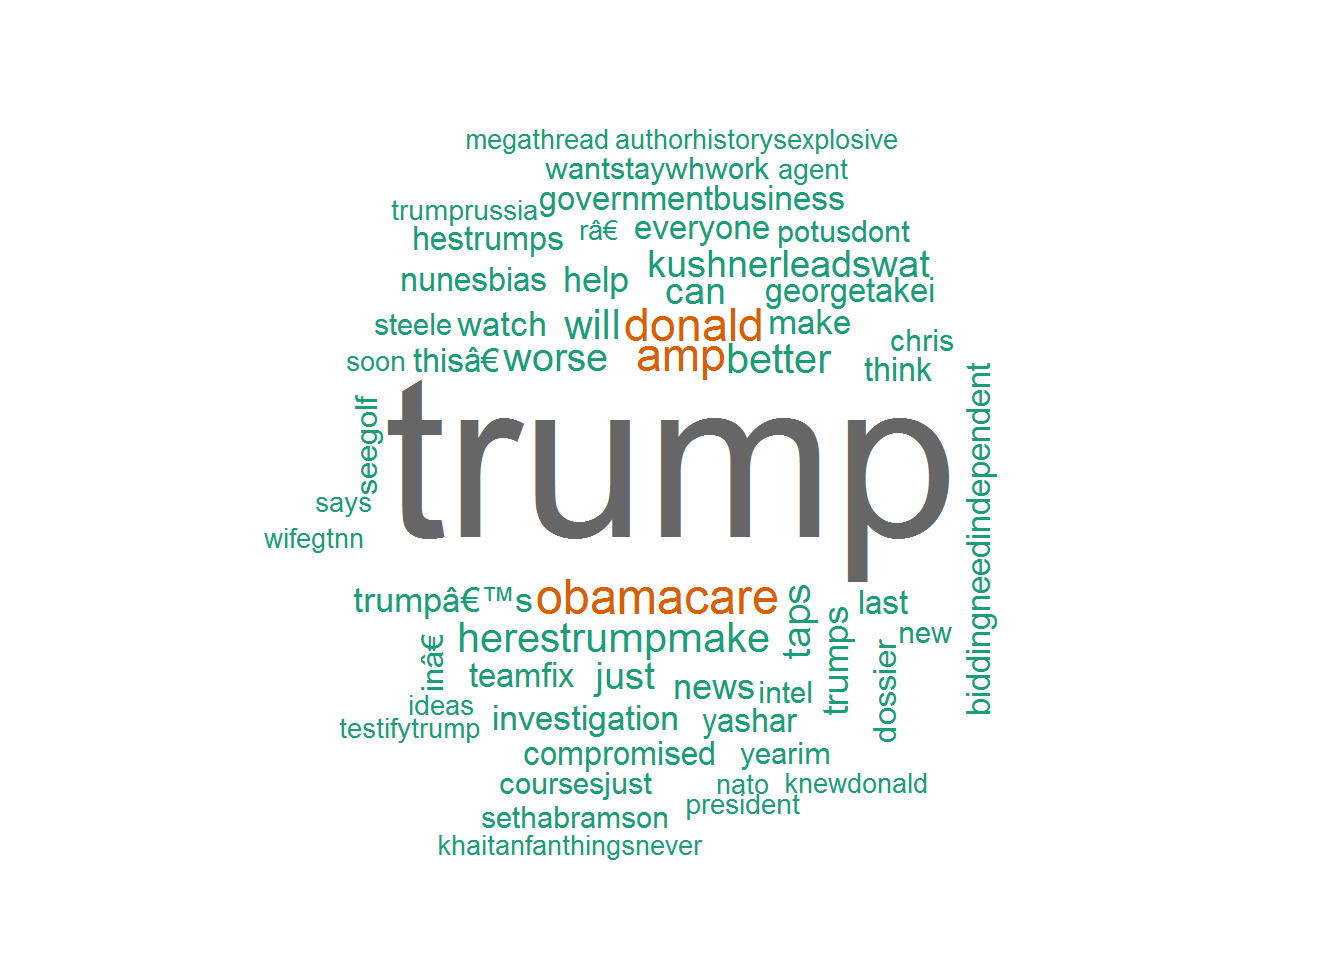 megathread authorhistorysexplosive
wantstaywhwork agent
governmentbusiness
trumprussia
hestrumps râ€ everyone potusdont
kushnerleadswat
nunesbias help can georgetakei
steele watch will donald make
chris
soon thisâ€ worse amp better think
seegolf
trump
biddingneedindependent
says
wifegtnn
trumpâ€™s obamacare taps trumps last
herestrumpmake new
inâ€ teamfix just news intel dossier
ideas
testifytrump investigation yashar
compromised yearim
coursesjust nato knewdonald
sethabramson president
khaitanfanthingsnever